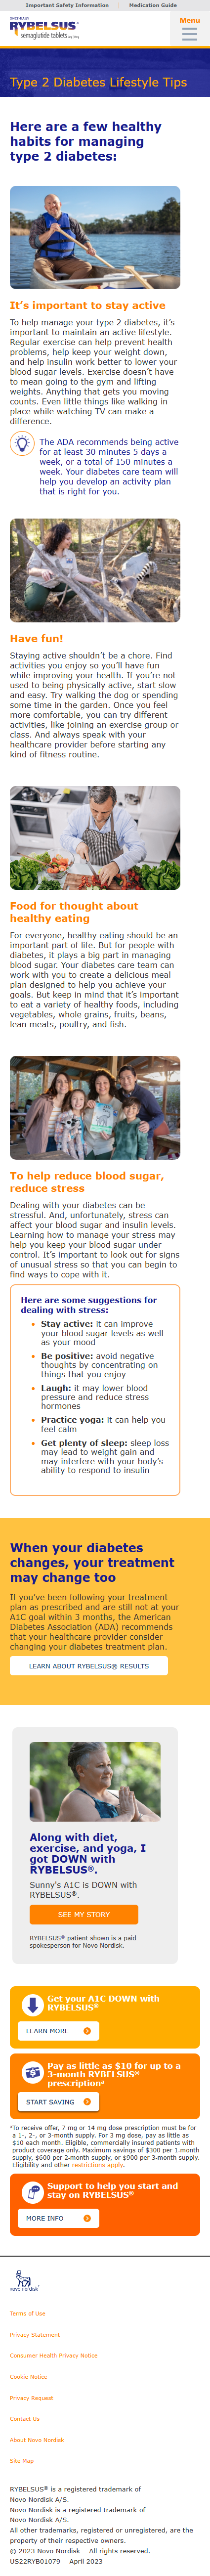 Important Safety Information | Medication Guide
ONCE-DAILY
RYBELSUS®
semaglutide tablets
Menu
Type 2 Diabetes Lifestyle Tips
Here are a few healthy
habits for managing
type 2 diabetes:
It’s important to stay active
To help manage your type 2 diabetes, it’s
important to maintain an active lifestyle.
Regular exercise can help prevent health
problems, help keep your weight down,
and help insulin work better to lower your
blood sugar levels. Exercise doesn’t have
to mean going to the gym and lifting
weights. Anything that gets you moving
counts. Even little things like walking in
place while watching TV can make a
difference.
The ADA recommends being active
for at least 30 minutes 5 days a
week, or a total of 150 minutes a
week. Your diabetes care team will
help you develop an activity plan
that is right for you.
Have fun!
Staying active shouldn’t be a chore. Find
activities you enjoy so you’ll have fun
while improving your health. If you’re not
used to being physically active, start slow
and easy. Try walking the dog or spending
some time in the garden. Once you feel
more comfortable, you can try different
activities, like joining an exercise group or
class. And always speak with your
healthcare provider before starting any
kind of fitness routine.
Food for thought about
healthy eating
For everyone, healthy eating should be an
important part of life. But for people with
diabetes, it plays a big part in managing
blood sugar. Your diabetes care team can
work with you to create a delicious meal
plan designed to help you achieve your
goals. But keep in mind that it’s important
to eat a variety of healthy foods, including
vegetables, whole grains, fruits, beans,
lean meats, poultry, and fish.
To help reduce blood sugar,
reduce stress
Dealing with your diabetes can be
stressful. And, unfortunately, stress can
affect your blood sugar and insulin levels.
Learning how to manage your stress may
help you keep your blood sugar under
control. It’s important to look out for signs
of unusual stress so that you can begin to
find ways to cope with it.
Here are some suggestions for
dealing with stress:
• Stay active: it can improve
your blood sugar levels as well
as your mood
• Be positive: avoid negative
thoughts by concentrating on
things that you enjoy
• Laugh: it may lower blood
pressure and reduce stress
hormones
• Practice yoga: it can help you
feel calm
• Get plenty of sleep: sleep loss
may lead to weight gain and
may interfere with your body’s
ability to respond to insulin
When your diabetes
changes, your treatment
may change too
If you’ve been following your treatment
plan as prescribed and are still not at your
A1C goal within 3 months, the American
Diabetes Association (ADA) recommends
that your healthcare provider consider
changing your diabetes treatment plan.
LEARN ABOUT RYBELSUS® RESULTS
Along with diet,
exercise, and yoga, I
got DOWN with
RYBELSUS®.
Sunny’s A1C is DOWN with
RYBELSUS®.
SEE MY STORY
RYBELSUS® patient shown is a paid
spokesperson for Novo Nordisk.
Get your A1C DOWN with
RYBELSUS®
LEARN MORE
Pay as little as $10 for up to a
3-month RYBELSUS®
prescriptionª
START SAVING
ªTo receive offer, 7 mg or 14 mg dose prescription must be for
a 1-, 2-, or 3-month supply. For 3 mg dose, pay as little as
$10 each month. Eligible, commercially insured patients with
product coverage only. Maximum savings of $300 per 1-month
supply, $600 per 2-month supply, or $900 per 3-month supply.
Eligibility and other restrictions apply.
Support to help you start and
stay on RYBELSUS®
MORE INFO
novo nordisk®
Terms of Use
Privacy Statement
Consumer Health Privacy Notice
Cookie Notice
Privacy Request
Contact Us
About Novo Nordisk
Site Map
RYBELSUS® is a registered trademark of
Novo Nordisk A/S.
Novo Nordisk is a registered trademark of
Novo Nordisk A/S.
All other trademarks, registered or unregistered, are the
property of their respective owners.
© 2023 Novo Nordisk All rights reserved.
US22RYB01079 April 2023